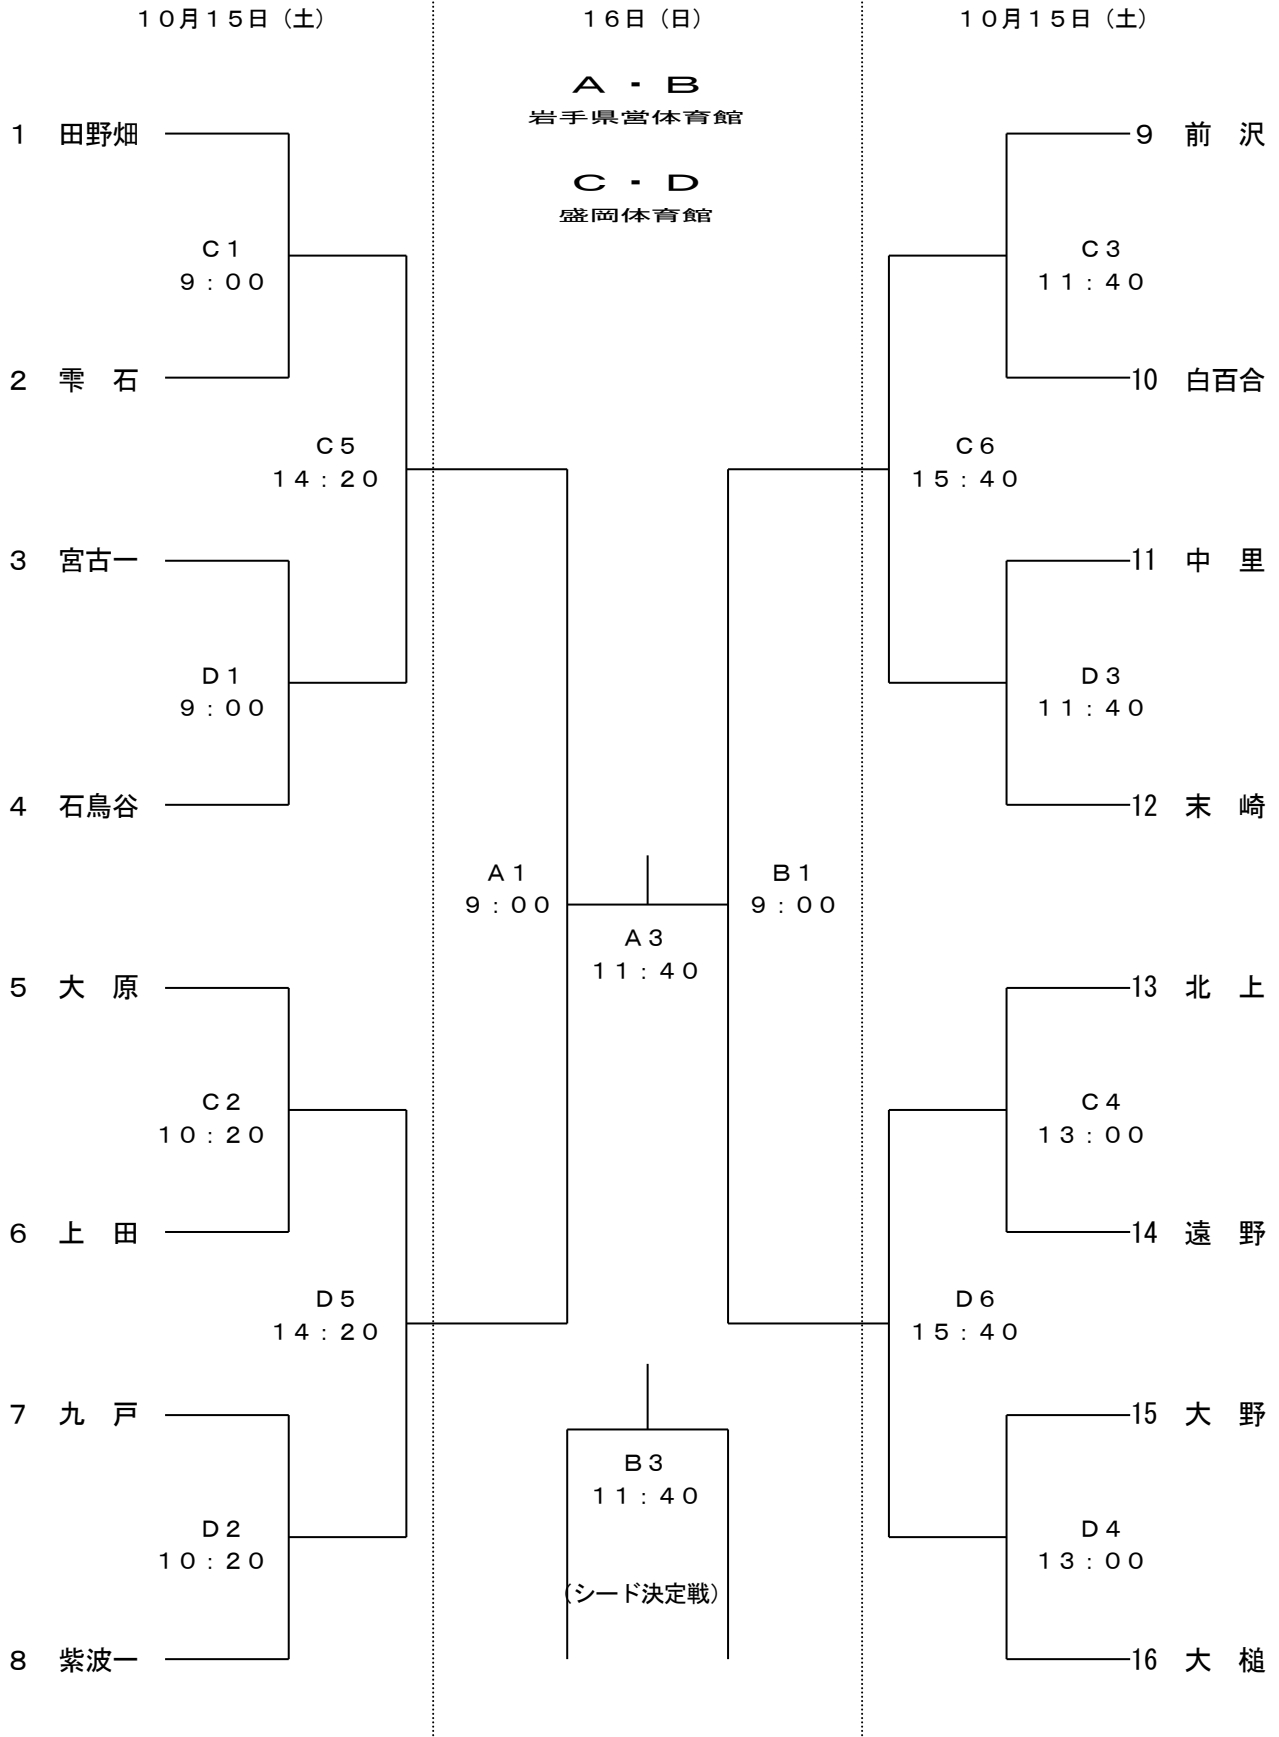 １０月１５日（土）
１６日（日）
１０月１５日（土）
Ａ・Ｂ
岩手県営体育館
1 田野畑
9 前　沢
Ｃ・Ｄ
盛岡体育館
Ｃ１
９：００
Ｃ３
１１：４０
2 雫　石
10 白百合
Ｃ５
１４：２０
Ｃ６
１５：４０
3 宮古一
11 中　里
Ｄ１
９：００
Ｄ３
１１：４０
4 石鳥谷
12 末　崎
Ａ１
９：００
Ｂ１
９：００
Ａ３
１１：４０
5 大　原
13 北　上
Ｃ２
１０：２０
Ｃ４
１３：００
6 上　田
14 遠　野
Ｄ５
１４：２０
Ｄ６
１５：４０
7 九　戸
15 大　野
Ｂ３
１１：４０
Ｄ２
１０：２０
Ｄ４
１３：００
（シード決定戦）
8 紫波一
16 大　槌